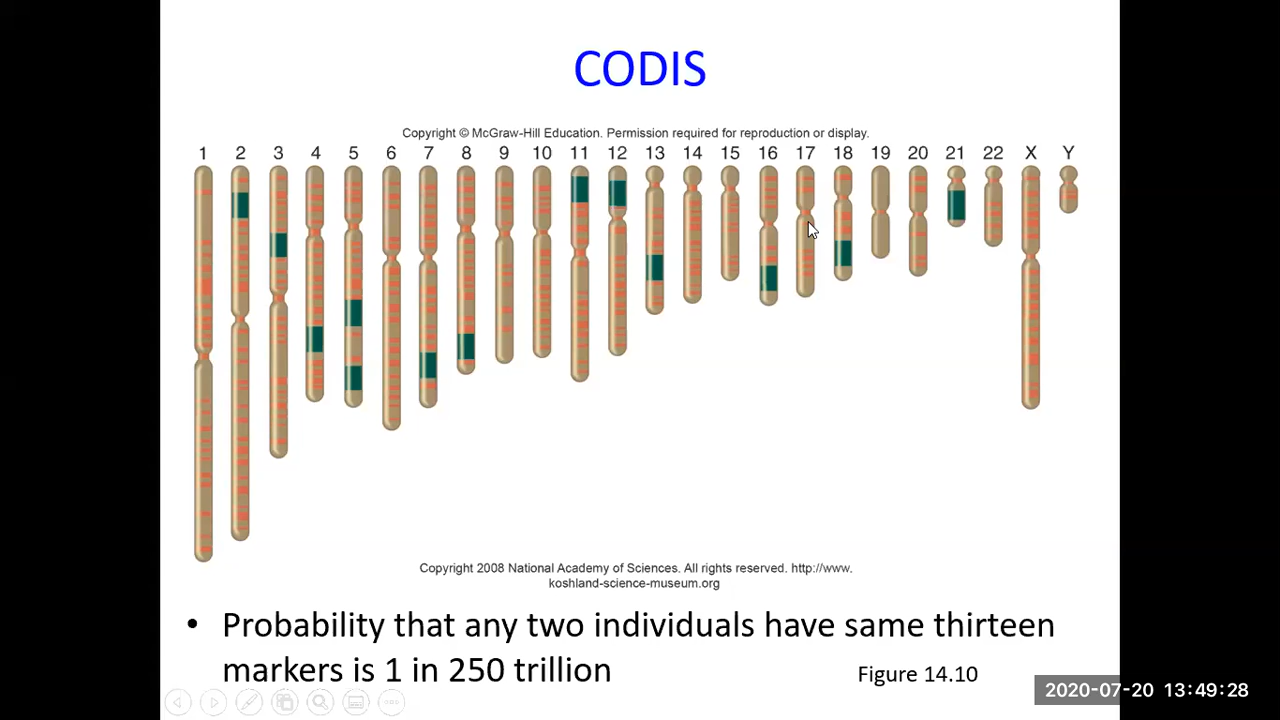 CODIS
Copyright © McGraw-Hill Education. Permission required for reproduction or display.
1 2 3 4 5 6 7 8 9 10 11 12 13 14 15 16 17 18 19 20 21 22 X Y
Copyright 2008 National Academy of Sciences. All rights reserved. http://www.
koshland-science-museum.org
• Probability that any two individuals have same thirteen
markers is 1 in 250 trillion
Figure 14.10
2020-07-20 13:49:28